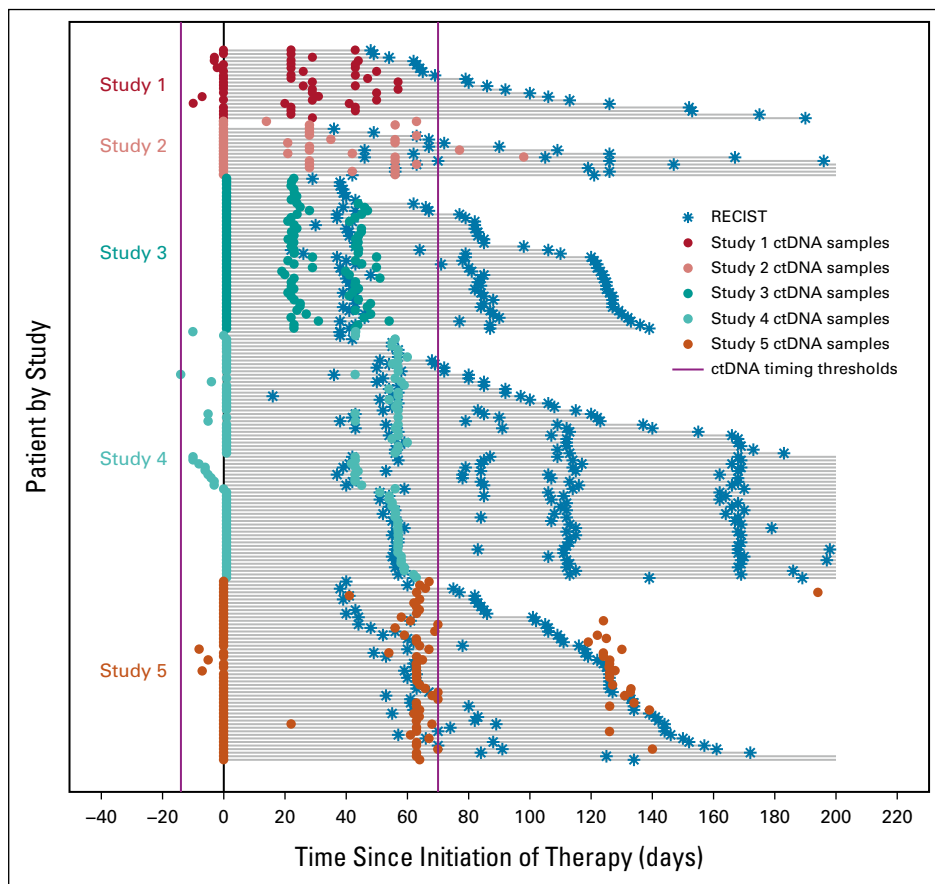 Patient by Study
Study 1
Study 2
Study 3
Study 4
Study 5
RECIST
Study 1 ctDNA samples
Study 2 ctDNA samples
Study 3 ctDNA samples
Study 4 ctDNA samples
Study 5 ctDNA samples
ctDNA timing thresholds
−40 −20 0 20 40 60 80 100 120 140 160 180 200 220
Time Since Initiation of Therapy (days)